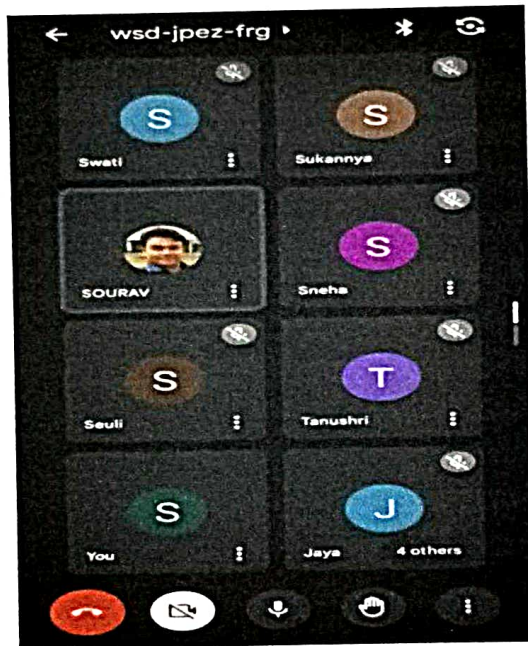 wsd-jpez-frg
S
Swati
S
Sukannya
SOURAV
S
Sneha
S
Seuli
T
Tanushri
S
You
J
Jaya 4 others